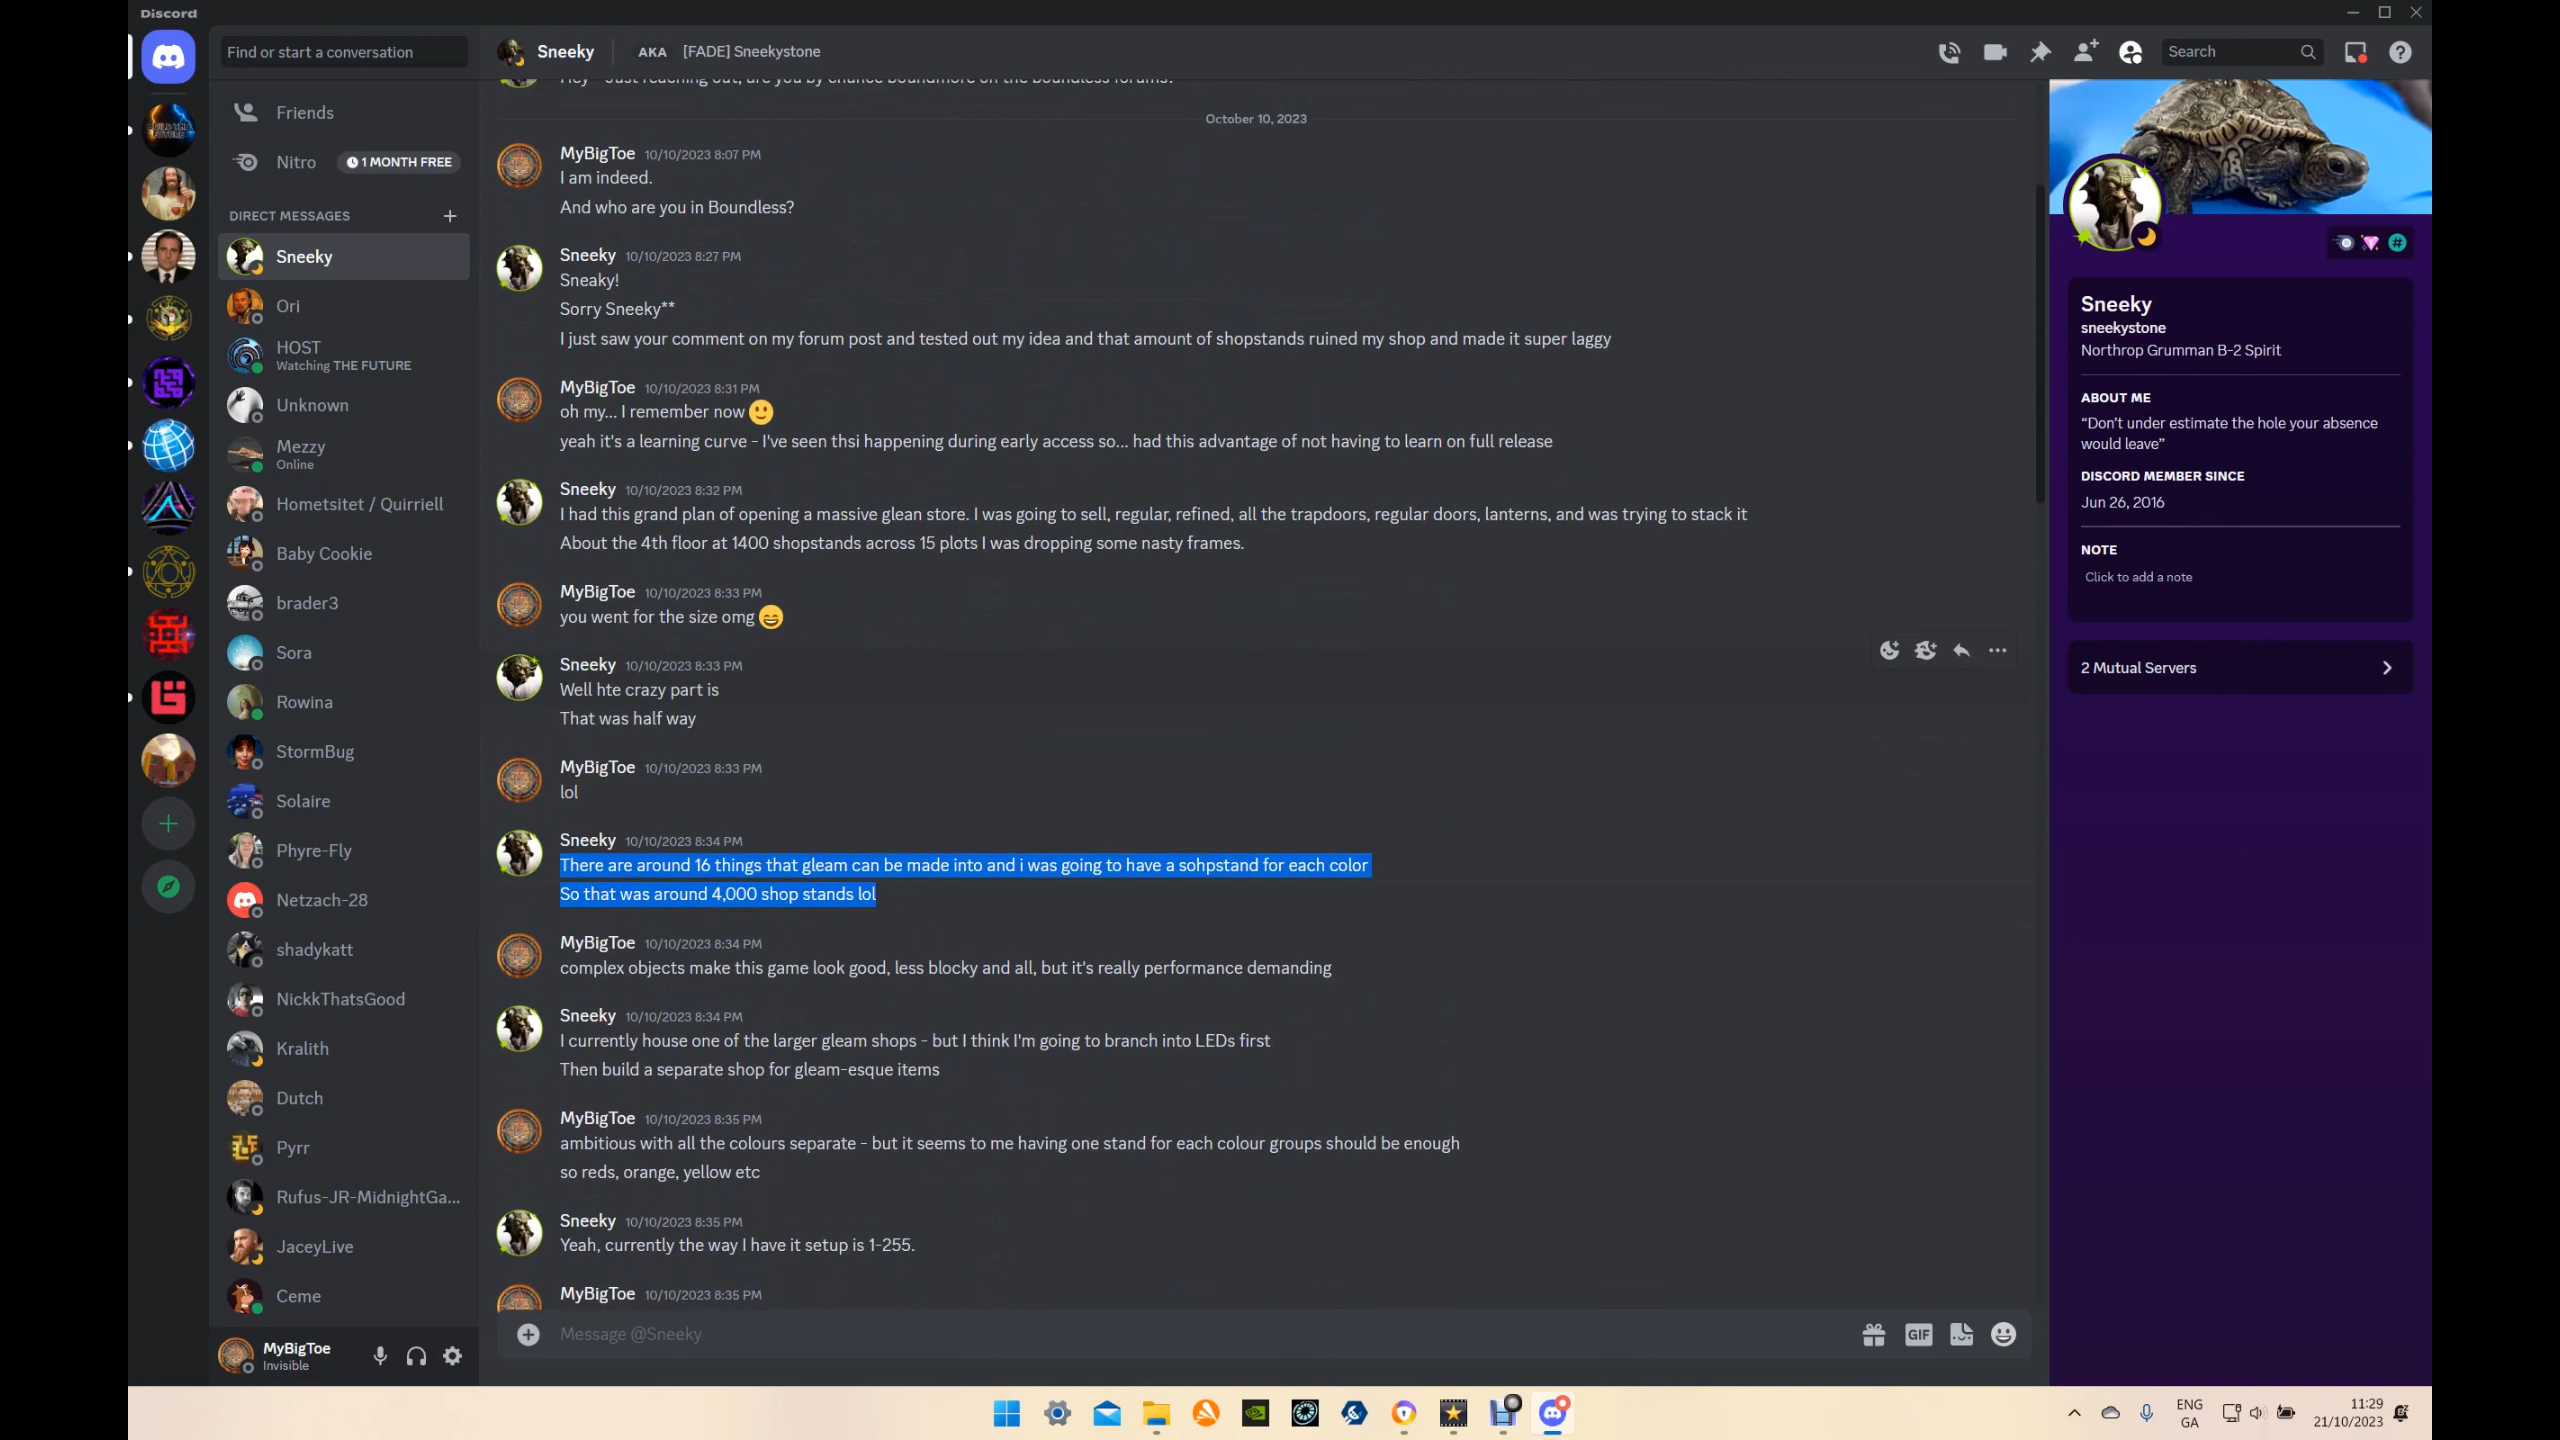 Discord
Find or start a conversation
Friends
Nitro
1 MONTH FREE
DIRECT MESSAGES
Sneeky
Ori
HOST
Watching THE FUTURE
Unknown
Mezzy
Online
Hometsitet / Quirriell
Baby Cookie
brader3
Sora
Rowina
StormBug
Solaire
Phyre-Fly
Netzach-28
shadykatt
NickkThatsGood
Kralith
Dutch
Pyrr
Rufus-JR-MidnightGa...
JaceyLive
Ceme
MyBigToe
Invisible
Sneeky AKA [FADE] Sneekystone
Search
Hey - Just reaching out, are you by chance boundmore on the boundless forums?
October 10, 2023
MyBigToe 10/10/2023 8:07 PM
I am indeed.
And who are you in Boundless?
Sneeky 10/10/2023 8:27 PM
Sneaky!
Sorry Sneeky**
I just saw your comment on my forum post and tested out my idea and that amount of shopstands ruined my shop and made it super laggy
MyBigToe 10/10/2023 8:31 PM
oh my... I remember now
yeah it's a learning curve - I've seen thsi happening during early access so... had this advantage of not having to learn on full release
Sneeky 10/10/2023 8:32 PM
I had this grand plan of opening a massive glean store. I was going to sell, regular, refined, all the trapdoors, regular doors, lanterns, and was trying to stack it
About the 4th floor at 1400 shopstands across 15 plots I was dropping some nasty frames.
MyBigToe 10/10/2023 8:33 PM
you went for the size omg
Sneeky 10/10/2023 8:33 PM
Well hte crazy part is
That was half way
MyBigToe 10/10/2023 8:33 PM
lol
Sneeky 10/10/2023 8:34 PM
There are around 16 things that gleam can be made into and i was going to have a sohpstand for each color
So that was around 4,000 shop stands lol
MyBigToe 10/10/2023 8:34 PM
complex objects make this game look good, less blocky and all, but it's really performance demanding
Sneeky 10/10/2023 8:34 PM
I currently house one of the larger gleam shops - but I think I'm going to branch into LEDs first
Then build a separate shop for gleam-esque items
MyBigToe 10/10/2023 8:35 PM
ambitious with all the colours separate - but it seems to me having one stand for each colour groups should be enough
so reds, orange, yellow etc
Sneeky 10/10/2023 8:35 PM
Yeah, currently the way I have it setup is 1-255.
MyBigToe 10/10/2023 8:35 PM
Message @Sneeky
GIF
Sneeky
sneekystone
Northrop Grumman B-2 Spirit
ABOUT ME
“Don't under estimate the hole your absence
would leave”
DISCORD MEMBER SINCE
Jun 26, 2016
NOTE
Click to add a note
2 Mutual Servers
ENG
GA
11:29
21/10/2023